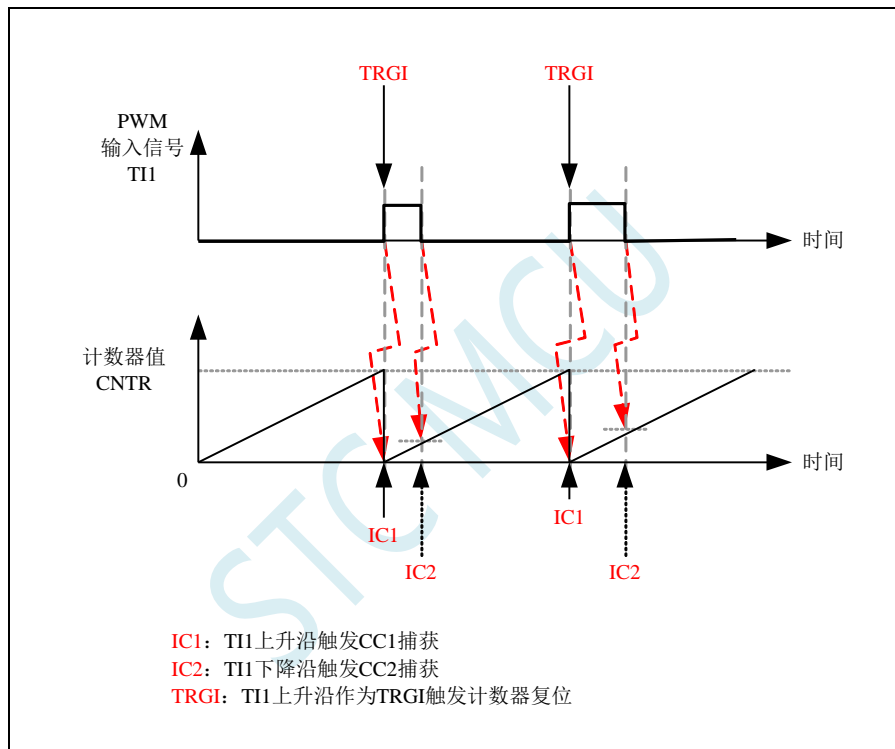 TRGI TRGI
PWM
输入信号
TI1
时间
计数器值
CNTR
0
时间
IC1 IC1
IC2 IC2
STC MCU
IC1：TI1上升沿触发CC1捕获
IC2：TI1下降沿触发CC2捕获
TRGI：TI1上升沿作为TRGI触发计数器复位